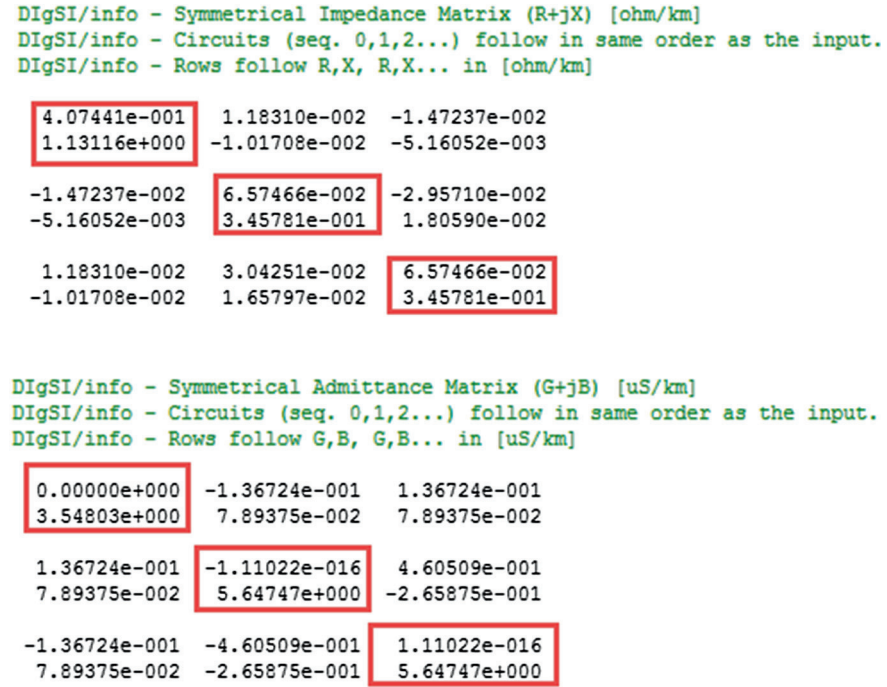 DIgSI/info - Symmetrical Impedance Matrix (R+jX) [ohm/km]
DIgSI/info - Circuits (seq. 0,1,2...) follow in same order as the input.
DIgSI/info - Rows follow R,X, R,X... in [ohm/km]
4.07441e-001 1.18310e-002 -1.47237e-002
1.13116e+000 -1.01708e-002 -5.16052e-003
-1.47237e-002 6.57466e-002 -2.95710e-002
-5.16052e-003 3.45781e-001 1.80590e-002
1.18310e-002 3.04251e-002 6.57466e-002
-1.01708e-002 1.65797e-002 3.45781e-001
DIgSI/info - Symmetrical Admittance Matrix (G+jB) [uS/km]
DIgSI/info - Circuits (seq. 0,1,2...) follow in same order as the input.
DIgSI/info - Rows follow G,B, G,B... in [uS/km]
0.00000e+000 -1.36724e-001 1.36724e-001
3.54803e+000 7.89375e-002 7.89375e-002
1.36724e-001 -1.11022e-016 4.60509e-001
7.89375e-002 5.64747e+000 -2.65875e-001
-1.36724e-001 -4.60509e-001 1.11022e-016
7.89375e-002 -2.65875e-001 5.64747e+000